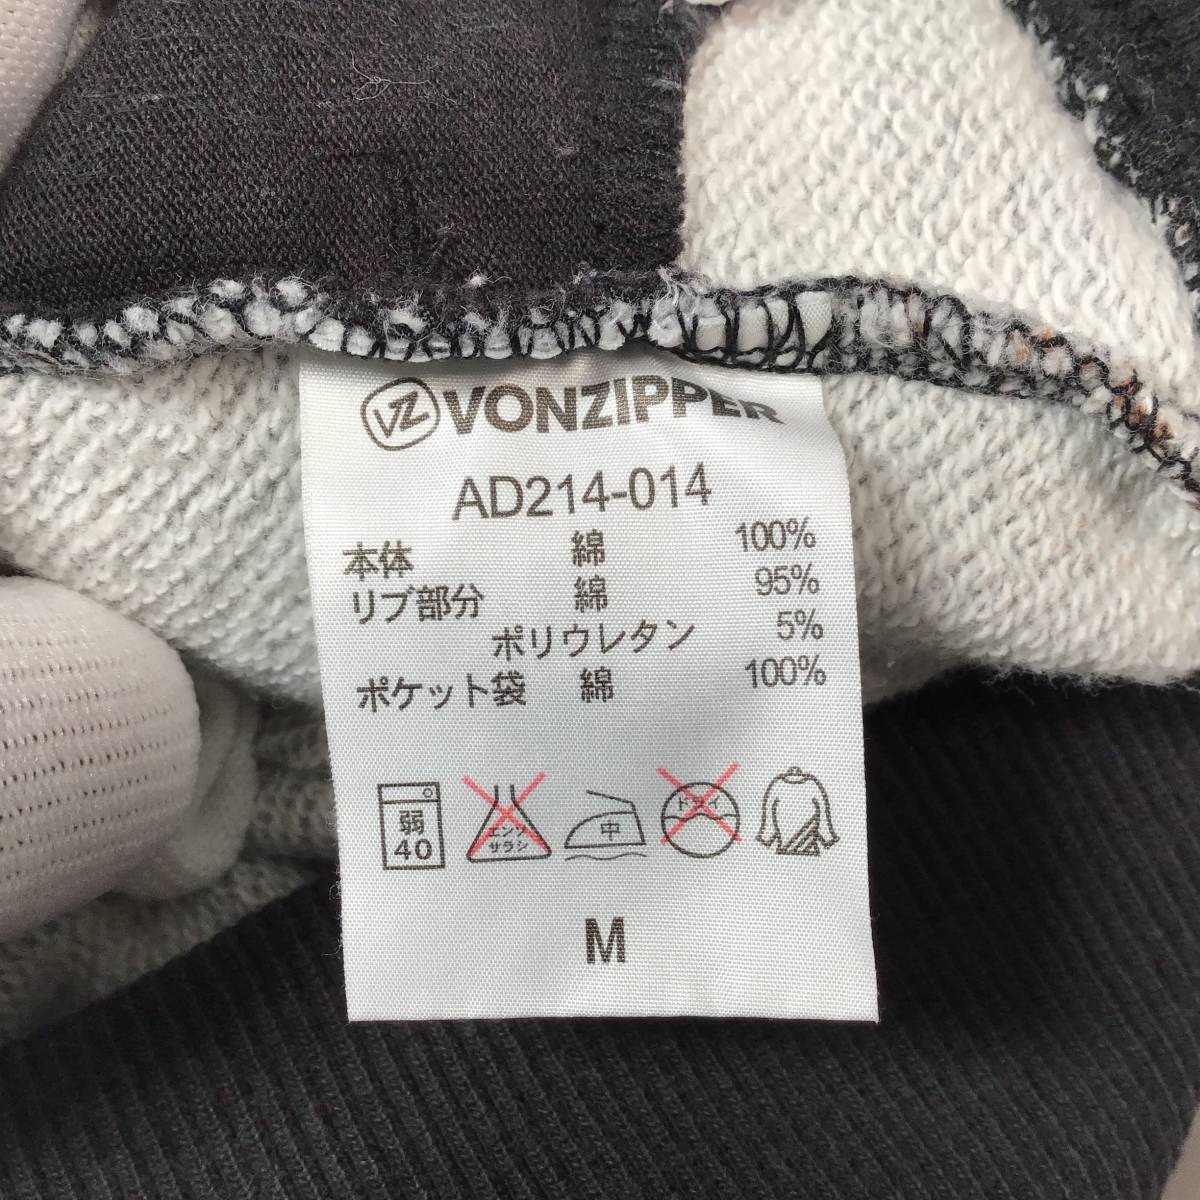 VZ VONZIPPER
AD214-014
本体 綿 100%
リブ部分 綿 95%
ポリウレタン 5%
ポケット袋 綿 100%
弱 40 エンソ サラシ 中 ドライ
M